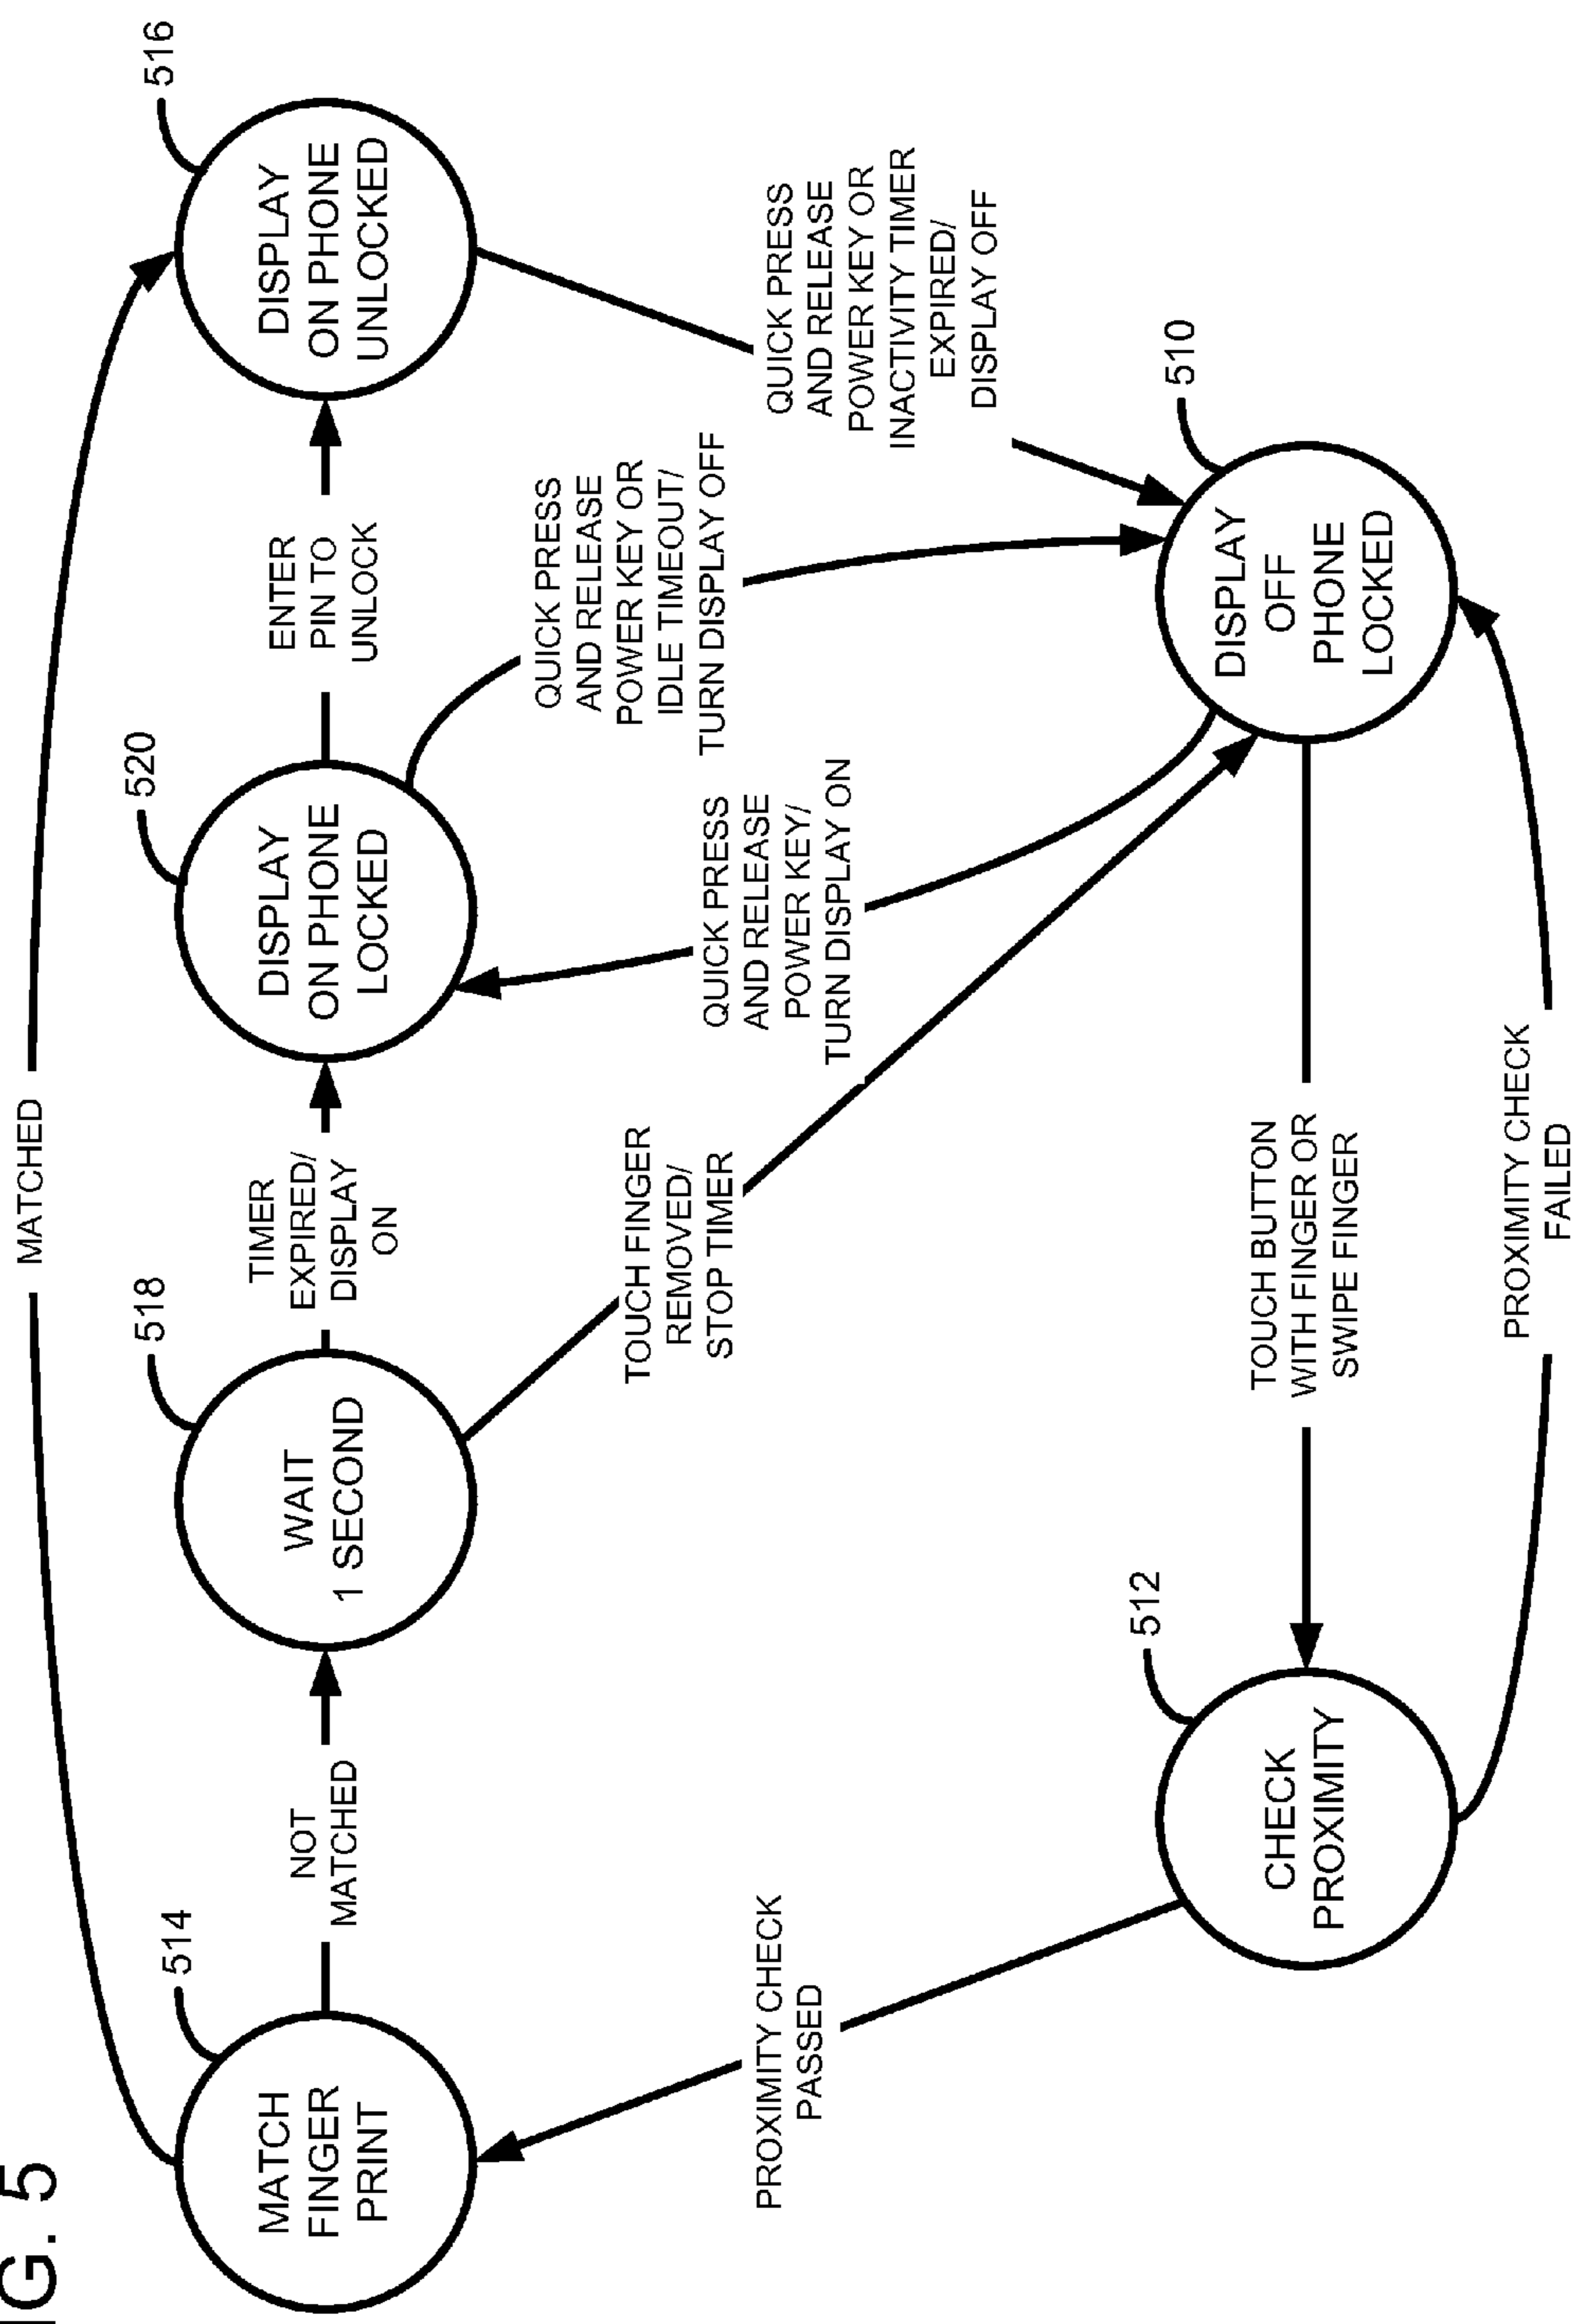 IG. 5
MATCHED
514
MATCH
FINGER
PRINT
NOT
MATCHED
518
WAIT
1 SECOND
TIMER
EXPIRED/
DISPLAY
ON
520
DISPLAY
ON PHONE
LOCKED
ENTER
PIN TO
UNLOCK
516
DISPLAY
ON PHONE
UNLOCKED
PROXIMITY CHECK
PASSED
TOUCH FINGER
REMOVED/
STOP TIMER
QUICK PRESS
AND RELEASE
POWER KEY/
TURN DISPLAY ON
QUICK PRESS
AND RELEASE
POWER KEY OR
IDLE TIMEOUT/
TURN DISPLAY OFF
QUICK PRESS
AND RELEASE
POWER KEY OR
INACTIVITY TIMER
EXPIRED/
DISPLAY OFF
512
CHECK
PROXIMITY
TOUCH BUTTON
WITH FINGER OR
SWIPE FINGER
510
DISPLAY
OFF
PHONE
LOCKED
PROXIMITY CHECK
FAILED